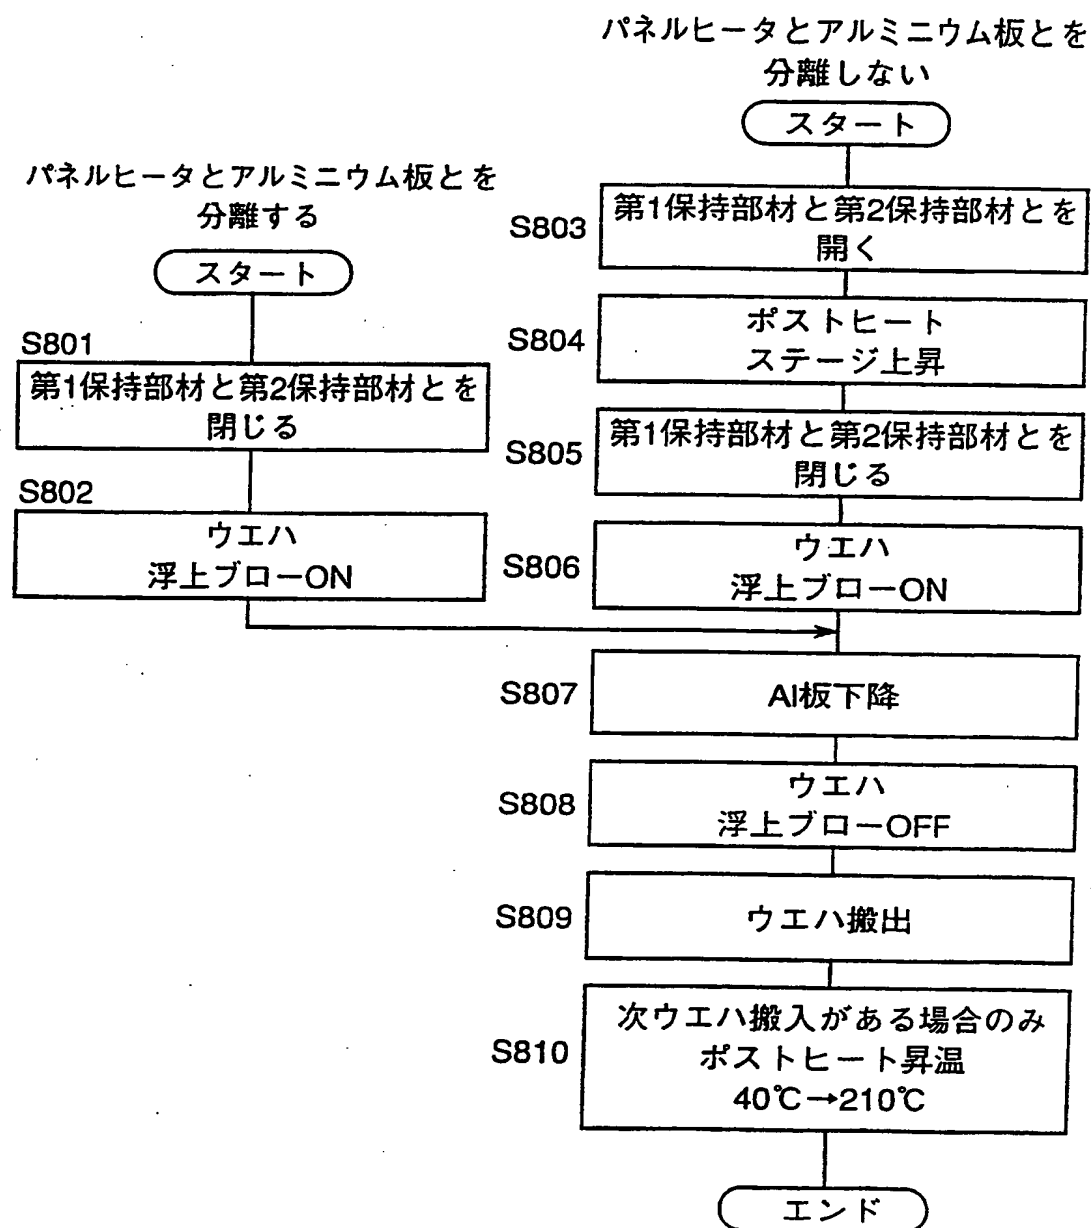 パネルヒータとアルミニウム板とを
分離する
スタート
S801
第1保持部材と第2保持部材とを
閉じる
S802
ウエハ
浮上ブローON
パネルヒータとアルミニウム板とを
分離しない
スタート
S803
第1保持部材と第2保持部材とを
開く
S804
ポストヒート
ステージ上昇
S805
第1保持部材と第2保持部材とを
閉じる
S806
ウエハ
浮上ブローON
S807
Al板下降
S808
ウエハ
浮上ブローOFF
S809
ウエハ搬出
S810
次ウエハ搬入がある場合のみ
ポストヒート昇温
40℃→210℃
エンド